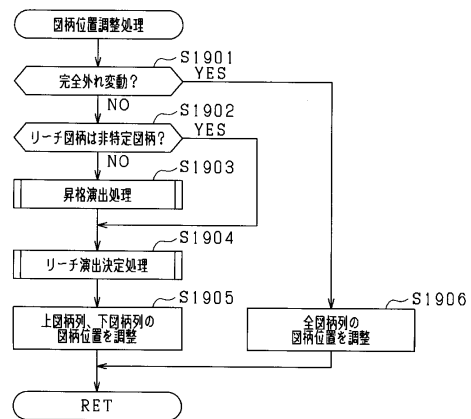 図柄位置調整処理
S1901
完全外れ変動?
YES
NO
S1902
リーチ図柄は非特定図柄?
YES
NO
S1903
昇格演出処理
S1904
リーチ演出決定処理
S1905
上図柄列、下図柄列の
図柄位置を調整
S1906
全図柄列の
図柄位置を調整
RET